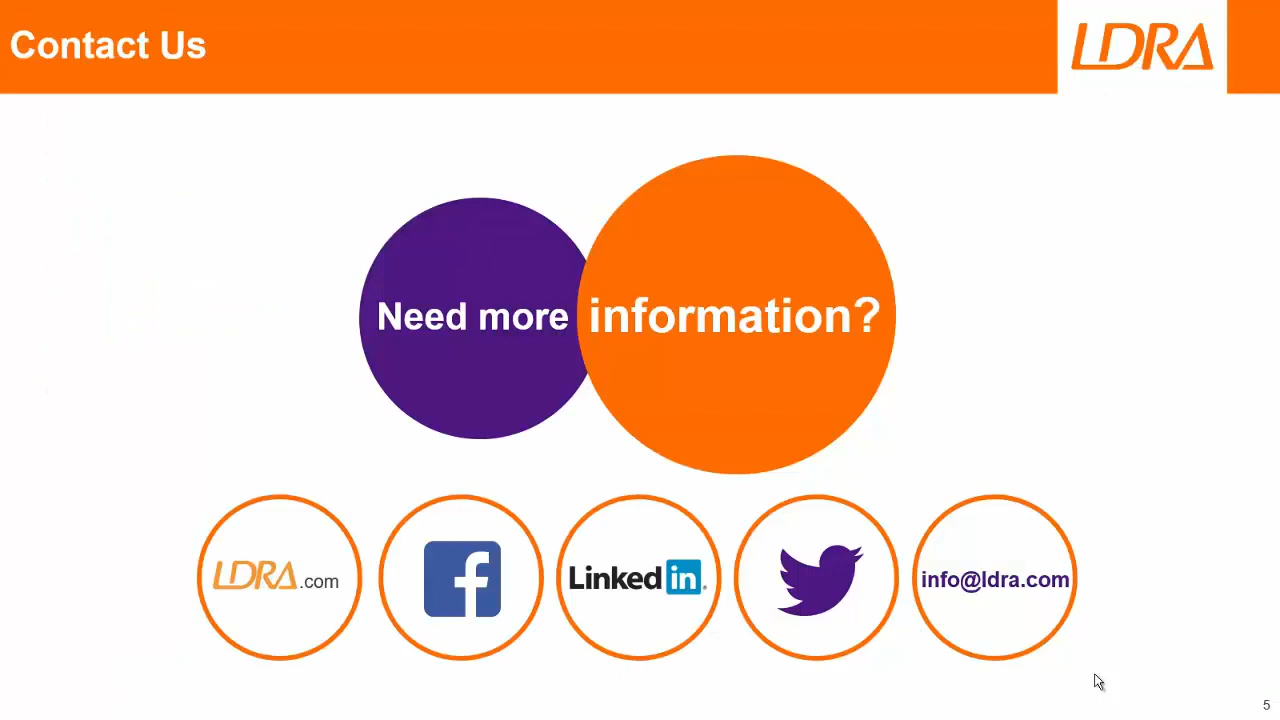 Contact Us
LDRA
Need more information?
LDRA.com
f
Linked in
info@ldra.com
5